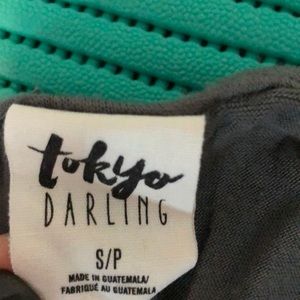 tokyo
DARLING
S/P
MADE IN GUATEMALA/
FABRIQUÉ AU GUATEMALA